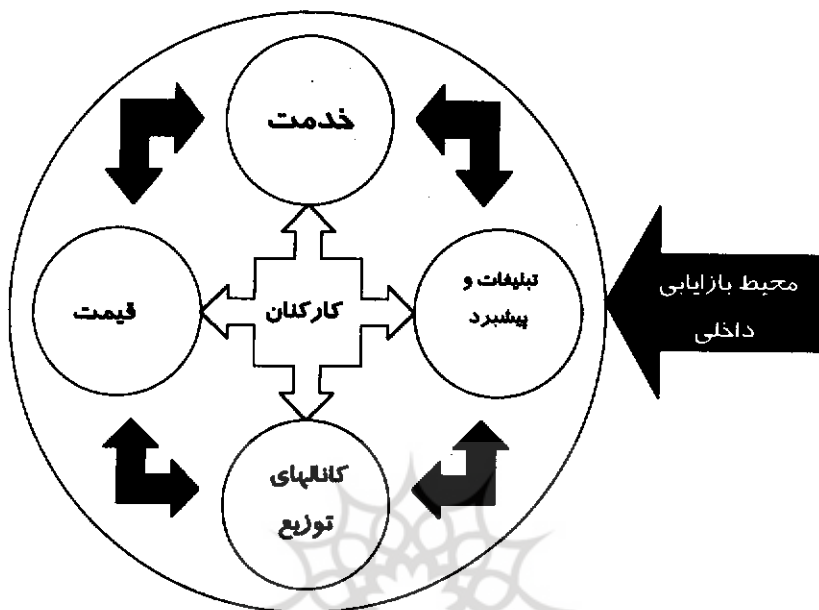 خدمت
تبلیغات و
پیشبرد
کارکنان
قیمت
کانالهای
توزیع
محیط بازایابی
داخلی